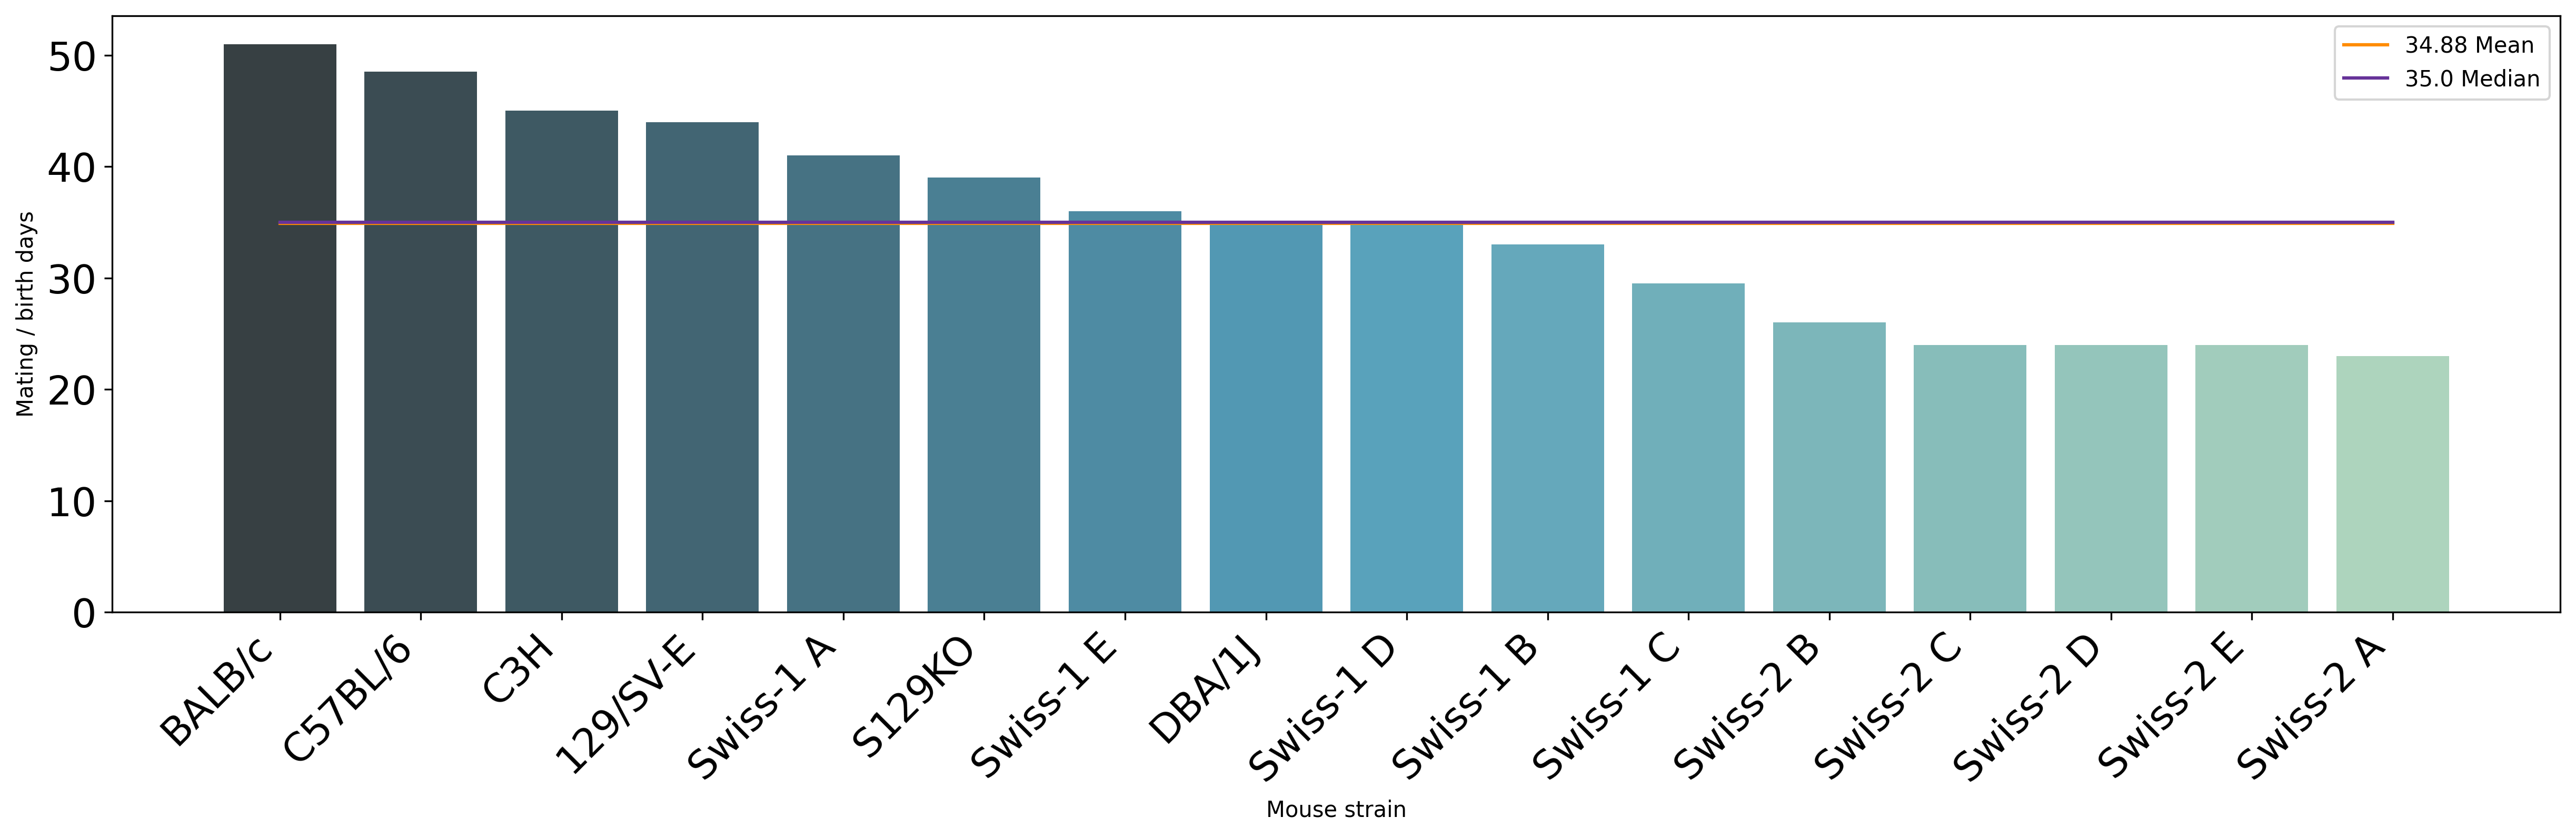 34.88 Mean
35.0 Median
Mating / birth days
50
40
30
20
10
0
BALB/c
C57BL/6
C3H
129/SV-E
Swiss-1 A
S129KO
Swiss-1 E
DBA/1J
Swiss-1 D
Swiss-1 B
Swiss-1 C
Swiss-2 B
Swiss-2 C
Swiss-2 D
Swiss-2 E
Swiss-2 A
Mouse strain